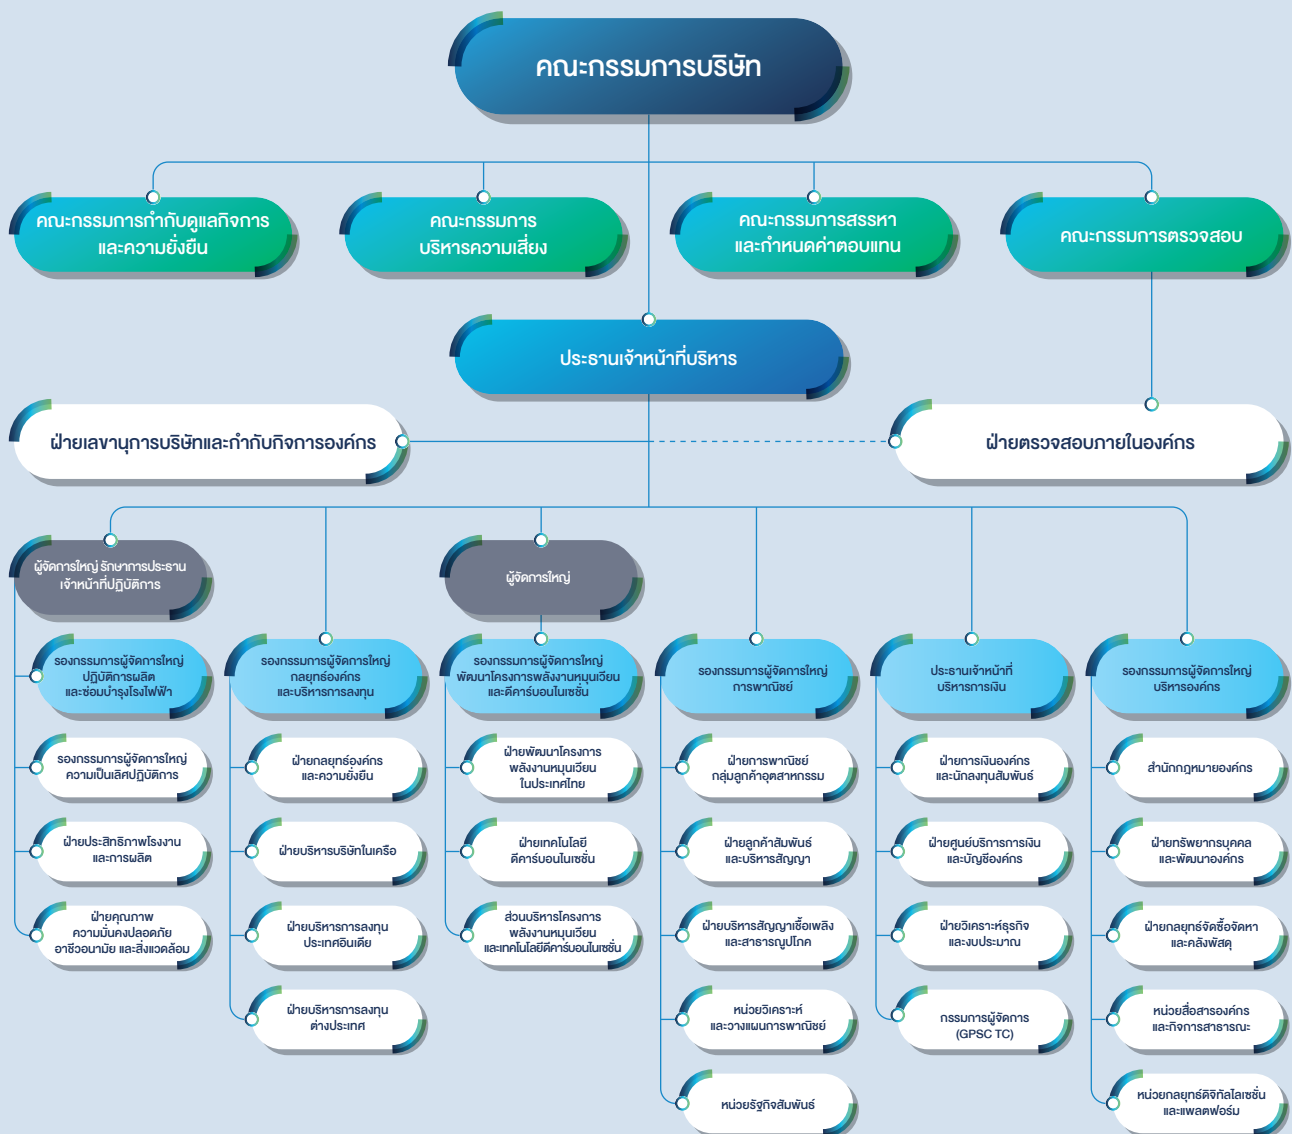 คณะกรรมการบริษัท
คณะกรรมการกำกับดูแลกิจการ
และความยั่งยืน
คณะกรรมการ
บริหารความเสี่ยง
คณะกรรมการสรรหา
และกำหนดค่าตอบแทน
คณะกรรมการตรวจสอบ
ประธานเจ้าหน้าที่บริหาร
ฝ่ายเลขานุการบริษัทและกำกับกิจการองค์กร
ฝ่ายตรวจสอบภายในองค์กร
ผู้จัดการใหญ่ รักษาการประธาน
เจ้าหน้าที่ปฏิบัติการ
ผู้จัดการใหญ่
รองกรรมการผู้จัดการใหญ่
ปฏิบัติการผลิต
และซ่อมบำรุงโรงไฟฟ้า
รองกรรมการผู้จัดการใหญ่
กลยุทธ์องค์กร
และบริหารการลงทุน
รองกรรมการผู้จัดการใหญ่
พัฒนาโครงการพลังงานหมุนเวียน
และดีคาร์บอนไนเซชั่น
รองกรรมการผู้จัดการใหญ่
การพาณิชย์
ประธานเจ้าหน้าที่
บริหารการเงิน
รองกรรมการผู้จัดการใหญ่
บริหารองค์กร
รองกรรมการผู้จัดการใหญ่
ความเป็นเลิศปฏิบัติการ
ฝ่ายกลยุทธ์องค์กร
และความยั่งยืน
ฝ่ายพัฒนาโครงการ
พลังงานหมุนเวียน
ในประเทศไทย
ฝ่ายการพาณิชย์
กลุ่มลูกค้าอุตสาหกรรม
ฝ่ายการเงินองค์กร
และนักลงทุนสัมพันธ์
สำนักกฎหมายองค์กร
ฝ่ายประสิทธิภาพโรงงาน
และการผลิต
ฝ่ายบริหารบริษัทในเครือ
ฝ่ายเทคโนโลยี
ดีคาร์บอนไนเซชั่น
ฝ่ายลูกค้าสัมพันธ์
และบริหารสัญญา
ฝ่ายศูนย์บริการการเงิน
และบัญชีองค์กร
ฝ่ายทรัพยากรบุคคล
และพัฒนาองค์กร
ฝ่ายคุณภาพ
ความมั่นคงปลอดภัย
อาชีวอนามัย และสิ่งแวดล้อม
ฝ่ายบริหารการลงทุน
ประเทศอินเดีย
ส่วนบริหารโครงการ
พลังงานหมุนเวียน
และเทคโนโลยีดีคาร์บอนไนเซชั่น
ฝ่ายบริหารสัญญาเชื้อเพลิง
และสาธารณูปโภค
ฝ่ายวิเคราะห์ธุรกิจ
และงบประมาณ
ฝ่ายกลยุทธ์จัดซื้อจัดหา
และคลังพัสดุ
ฝ่ายบริหารการลงทุน
ต่างประเทศ
หน่วยวิเคราะห์
และวางแผนการพาณิชย์
กรรมการผู้จัดการ
(GPSC TC)
หน่วยสื่อสารองค์กร
และกิจการสาธารณะ
หน่วยรัฐกิจสัมพันธ์
หน่วยกลยุทธ์ดิจิทัลไลเซชั่น
และแพลตฟอร์ม